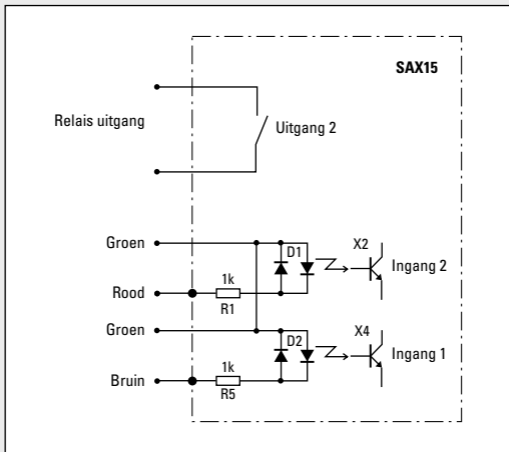 SAX15
Relais uitgang
Uitgang 2
Groen
D1
X2
Ingang 2
1k
Rood
R1
Groen
D2
X4
Ingang 1
1k
Bruin
R5